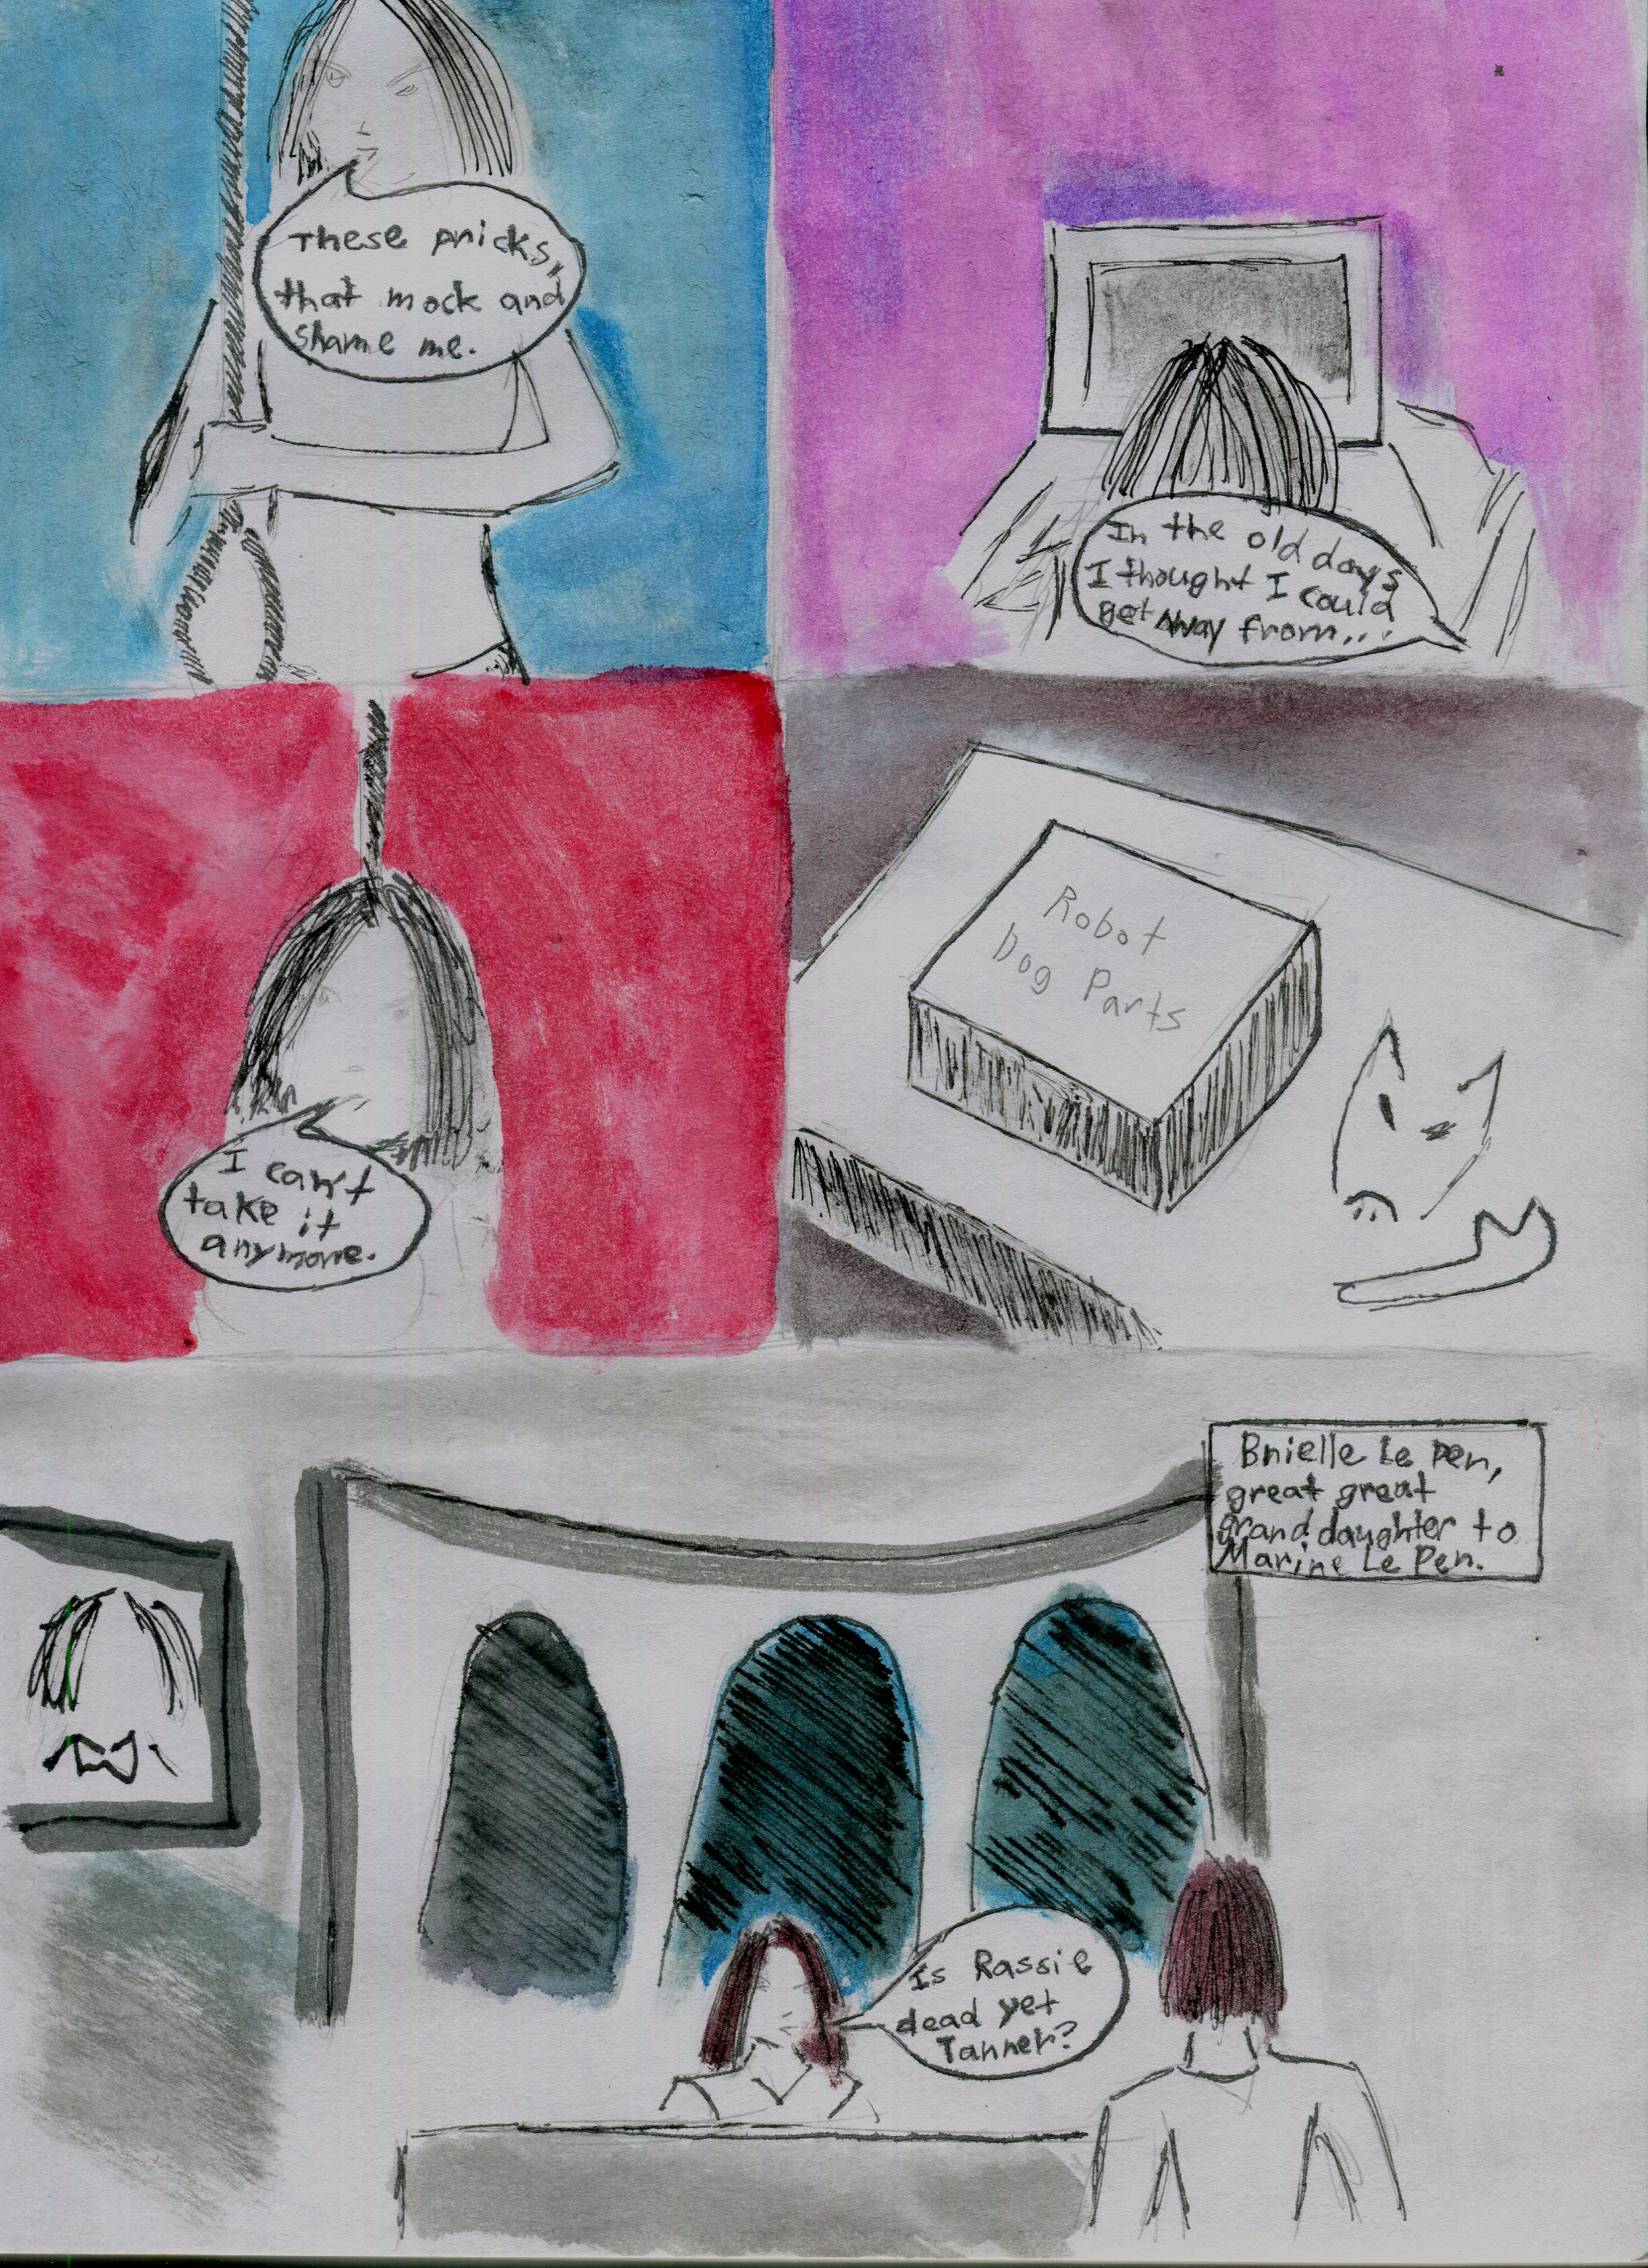 These pricks,
that mock and
shame me.
In the old days
I thought I could
get away from...
I can't
take it
anymore.
Robot
Dog Parts
Brielle Le Pen,
great great
grand daughter to
Marine Le Pen.
Is Rassie
dead yet
Tanner?